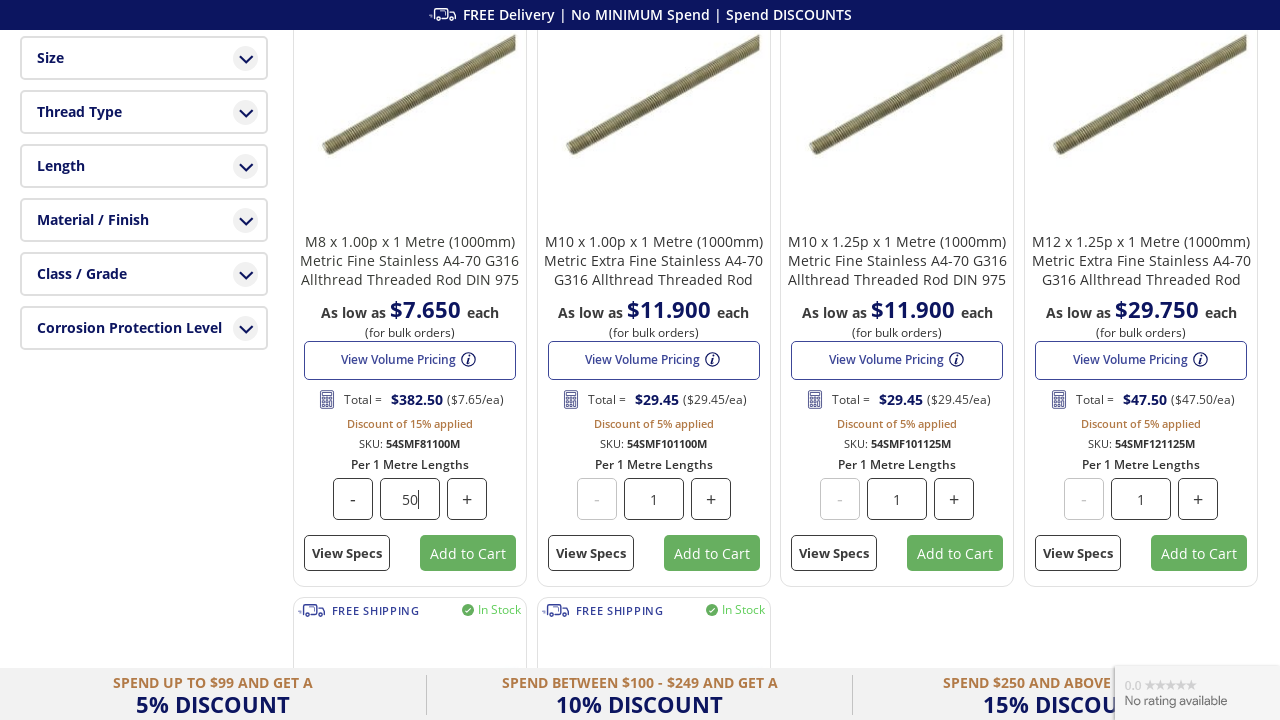 FREE Delivery | No MINIMUM Spend | Spend DISCOUNTS
Size
Thread Type
Length
Material / Finish
Class / Grade
Corrosion Protection Level
M8 x 1.00p x 1 Metre (1000mm)
Metric Fine Stainless A4-70 G316
Allthread Threaded Rod DIN 975
As low as $7.650 each
(for bulk orders)
View Volume Pricing
Total = $382.50 ($7.65/ea)
Discount of 15% applied
SKU: 54SMF81100M
Per 1 Metre Lengths
- 50 +
View Specs Add to Cart
M10 x 1.00p x 1 Metre (1000mm)
Metric Extra Fine Stainless A4-70
G316 Allthread Threaded Rod
As low as $11.900 each
(for bulk orders)
View Volume Pricing
Total = $29.45 ($29.45/ea)
Discount of 5% applied
SKU: 54SMF101100M
Per 1 Metre Lengths
- 1 +
View Specs Add to Cart
M10 x 1.25p x 1 Metre (1000mm)
Metric Fine Stainless A4-70 G316
Allthread Threaded Rod DIN 975
As low as $11.900 each
(for bulk orders)
View Volume Pricing
Total = $29.45 ($29.45/ea)
Discount of 5% applied
SKU: 54SMF101125M
Per 1 Metre Lengths
- 1 +
View Specs Add to Cart
M12 x 1.25p x 1 Metre (1000mm)
Metric Extra Fine Stainless A4-70
G316 Allthread Threaded Rod
As low as $29.750 each
(for bulk orders)
View Volume Pricing
Total = $47.50 ($47.50/ea)
Discount of 5% applied
SKU: 54SMF121125M
Per 1 Metre Lengths
- 1 +
View Specs Add to Cart
FREE SHIPPING In Stock
FREE SHIPPING In Stock
SPEND UP TO $99 AND GET A
5% DISCOUNT
SPEND BETWEEN $100 - $249 AND GET A
10% DISCOUNT
SPEND $250 AND ABOVE
15% DISCOU
0.0
No rating available